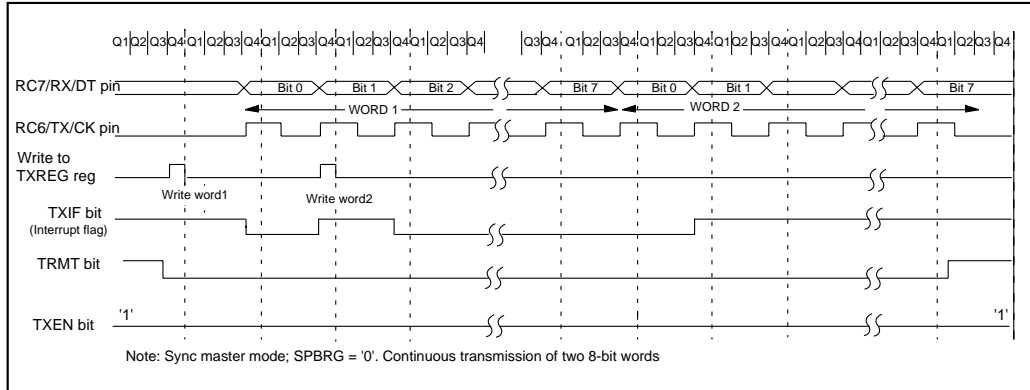 Q1 Q2 Q3 Q4 Q1 Q2 Q3 Q4 Q1 Q2 Q3 Q4 Q1 Q2 Q3 Q4 Q1 Q2 Q3 Q4 Q3 Q4 Q1 Q2 Q3 Q4 Q1 Q2 Q3 Q4 Q1 Q2 Q3 Q4 Q1 Q2 Q3 Q4 Q1 Q2 Q3 Q4
RC7/RX/DT pin Bit 0 Bit 1 Bit 2 Bit 7 Bit 0 Bit 1 Bit 7
WORD 1 WORD 2
RC6/TX/CK pin
Write to
TXREG reg
Write word1 Write word2
TXIF bit
(Interrupt flag)
TRMT bit
'1' '1'
TXEN bit
Note: Sync master mode; SPBRG = '0'. Continuous transmission of two 8-bit words